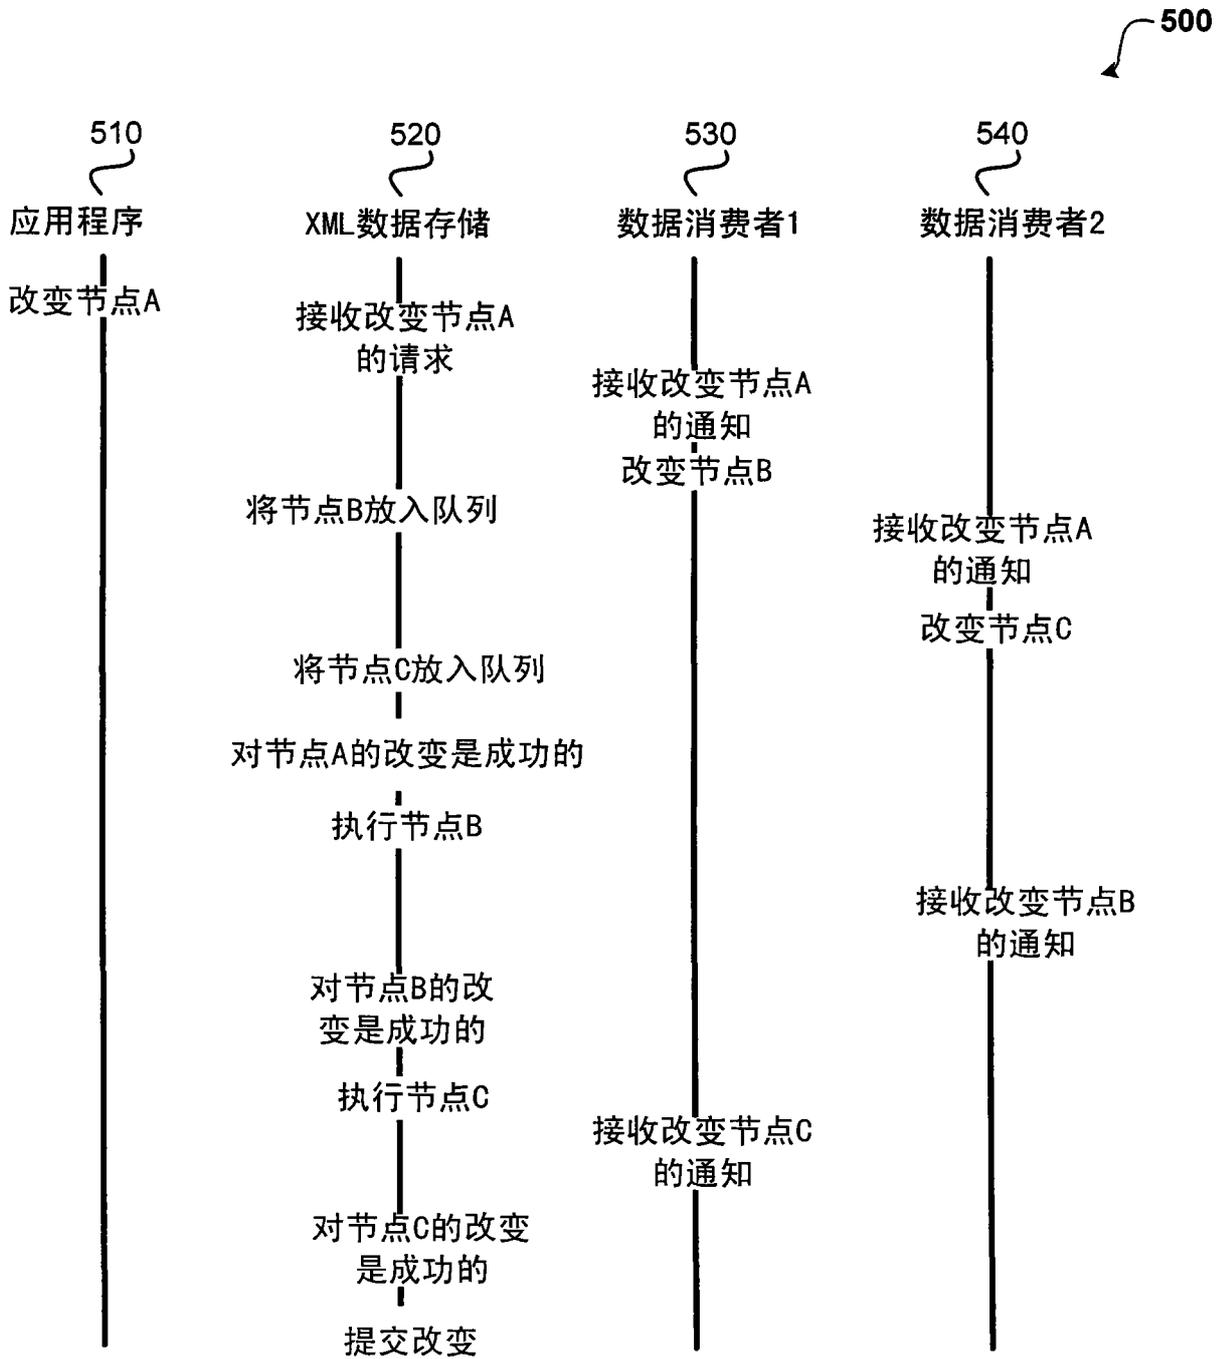 500
510
520
530
540
应用程序
XML数据存储
数据消费者1
数据消费者2
改变节点A
接收改变节点A
的请求
接收改变节点A
的通知
改变节点B
将节点B放入队列
接收改变节点A
的通知
改变节点C
将节点C放入队列
对节点A的改变是成功的
执行节点B
接收改变节点B
的通知
对节点B的改
变是成功的
执行节点C
接收改变节点C
的通知
对节点C的改变
是成功的
提交改变